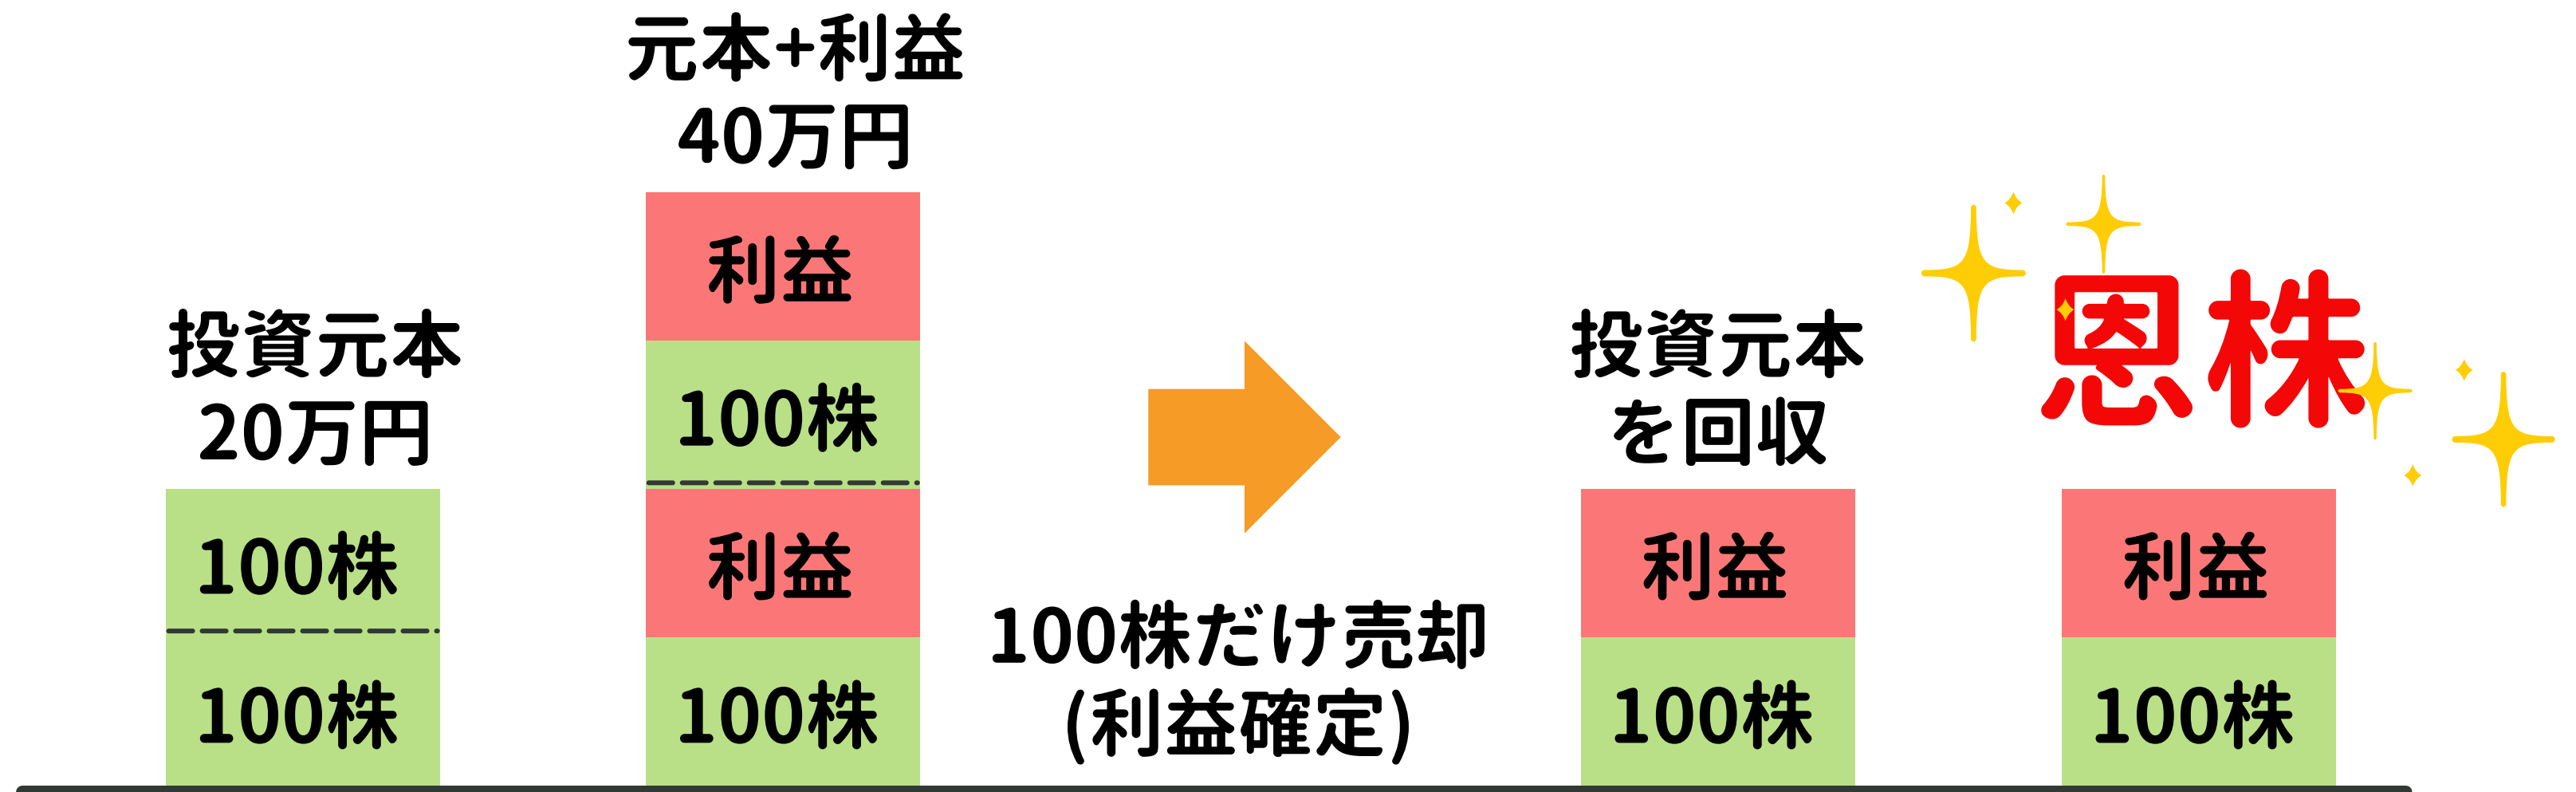 投資元本
20万円
100株
100株
元本+利益
40万円
利益
100株
利益
100株
100株だけ売却
(利益確定)
投資元本
を回収
利益
100株
恩株
利益
100株